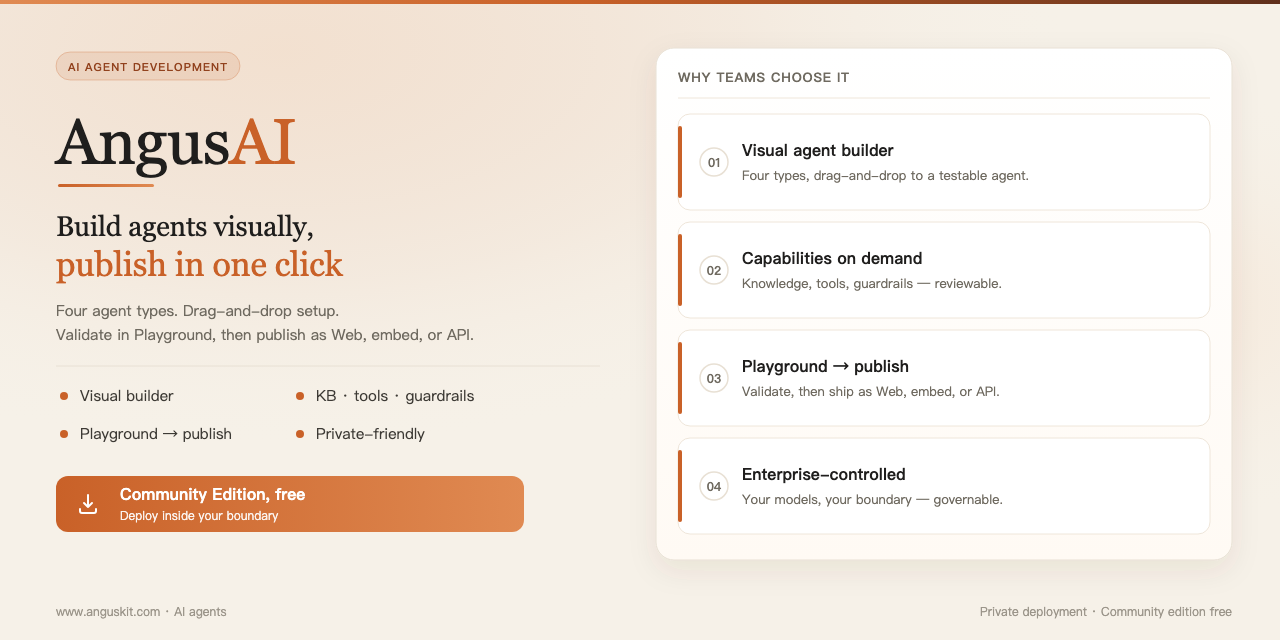 AI AGENT DEVELOPMENT
AngusAI
Build agents visually,
publish in one click
Four agent types. Drag-and-drop setup.
Validate in Playground, then publish as Web, embed, or API.
Visual builder
KB · tools · guardrails
Playground → publish
Private-friendly
Community Edition, free
Deploy inside your boundary
WHY TEAMS CHOOSE IT
01
Visual agent builder
Four types, drag-and-drop to a testable agent.
02
Capabilities on demand
Knowledge, tools, guardrails — reviewable.
03
Playground → publish
Validate, then ship as Web, embed, or API.
04
Enterprise-controlled
Your models, your boundary — governable.
www.anguskit.com · AI agents
Private deployment · Community edition free